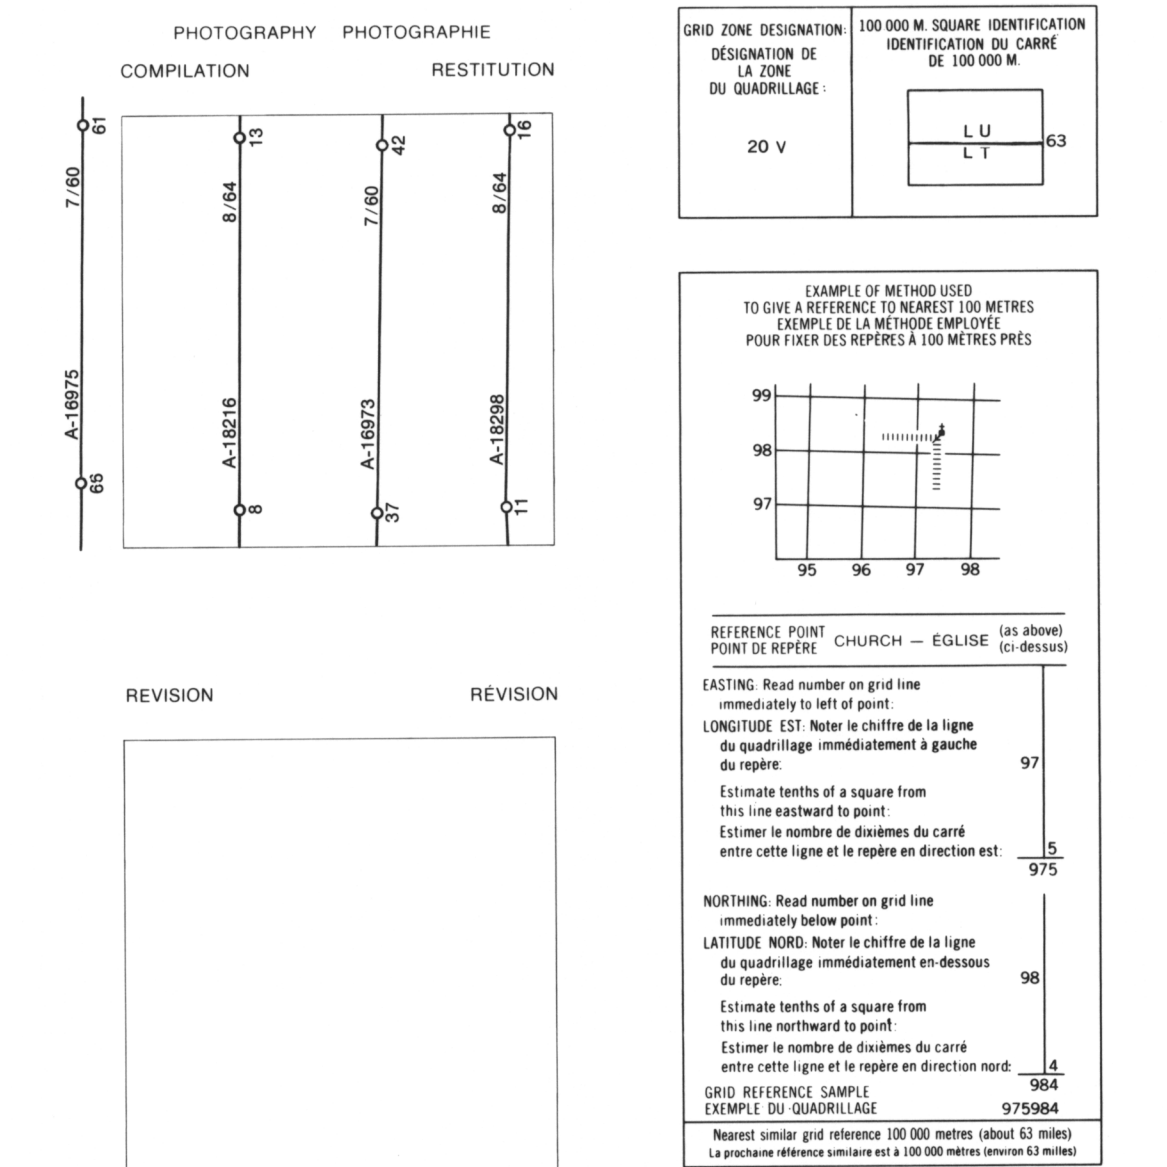 PHOTOGRAPHY PHOTOGRAPHIE
COMPILATION RESTITUTION
61
7/60
A-16975
65
13
8/64
A-18216
8
42
7/60
A-16973
37
16
8/64
A-18298
11
REVISION RÉVISION
GRID ZONE DESIGNATION:
DÉSIGNATION DE
LA ZONE
DU QUADRILLAGE:
20 V
100 000 M. SQUARE IDENTIFICATION
IDENTIFICATION DU CARRÉ
DE 100 000 M.
L U
L T
63
EXAMPLE OF METHOD USED
TO GIVE A REFERENCE TO NEAREST 100 METRES
EXEMPLE DE LA MÉTHODE EMPLOYÉE
POUR FIXER DES REPÈRES À 100 MÈTRES PRÈS
99
98
97
95 96 97 98
REFERENCE POINT
POINT DE REPÈRE
CHURCH — ÉGLISE
(as above)
(ci-dessus)
EASTING: Read number on grid line
immediately to left of point:
LONGITUDE EST: Noter le chiffre de la ligne
du quadrillage immédiatement à gauche
du repère: 97
Estimate tenths of a square from
this line eastward to point:
Estimer le nombre de dixièmes du carré
entre cette ligne et le repère en direction est: 5
975
NORTHING: Read number on grid line
immediately below point:
LATITUDE NORD: Noter le chiffre de la ligne
du quadrillage immédiatement en-dessous
du repère: 98
Estimate tenths of a square from
this line northward to point:
Estimer le nombre de dixièmes du carré
entre cette ligne et le repère en direction nord: 4
984
GRID REFERENCE SAMPLE
EXEMPLE DU QUADRILLAGE 975984
Nearest similar grid reference 100 000 metres (about 63 miles)
La prochaine référence similaire est à 100 000 mètres (environ 63 milles)